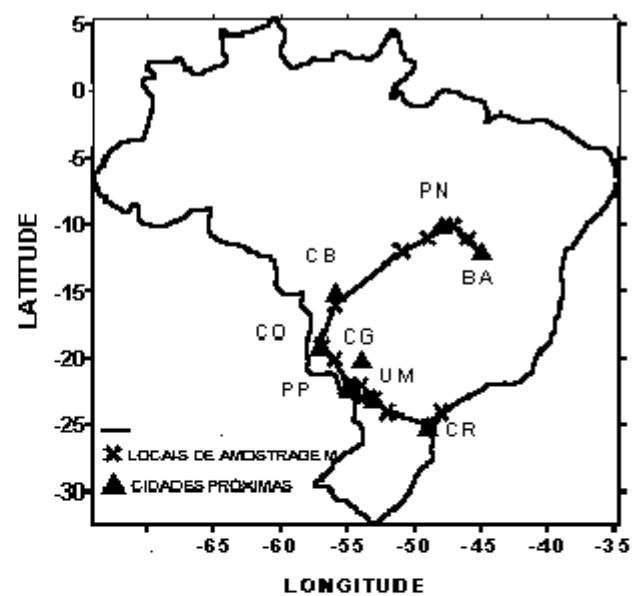 5
0
-5
PN
-10
CB
BA
LATITUDE
-15
CO
CG
-20
PP
UM
-25
CR
LOCAIS DE AMOSTRAGEM
CIDADES PRÓXIMAS
-30
-65 -60 -55 -50 -45 -40 -35
LONGITUDE